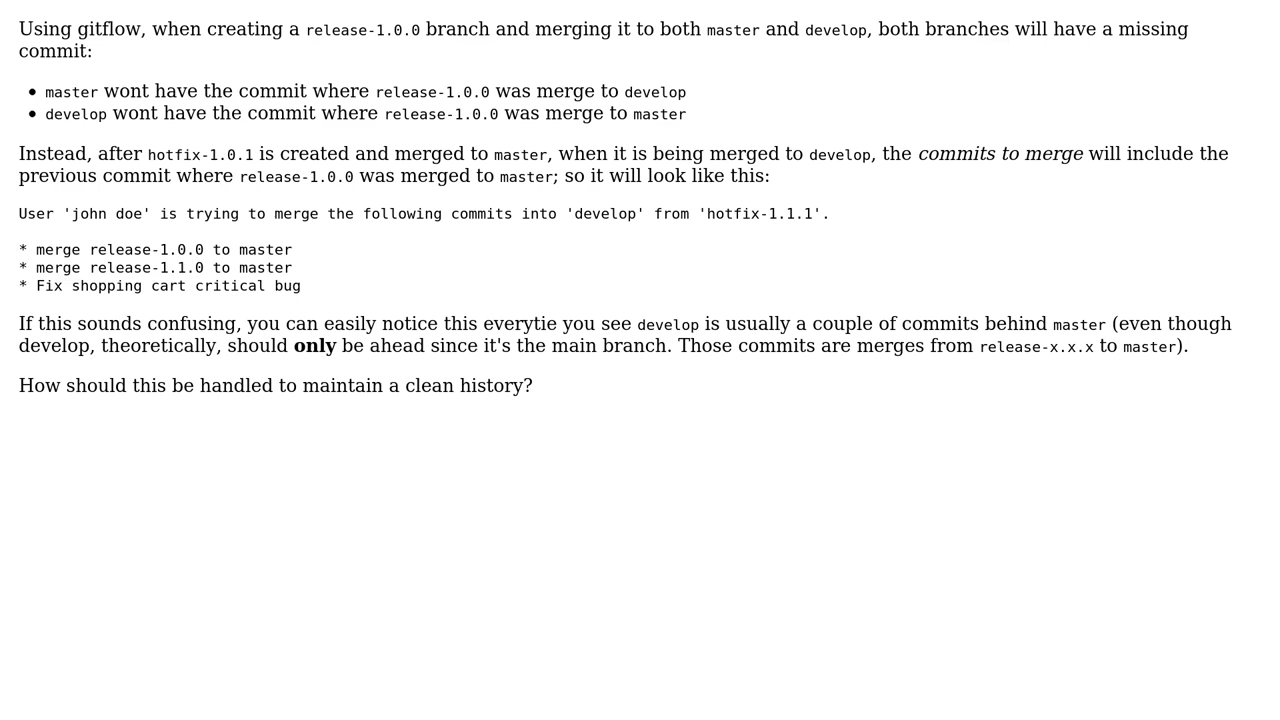 Using gitflow, when creating a release-1.0.0 branch and merging it to both master and develop, both branches will have a missing
commit:
• master wont have the commit where release-1.0.0 was merge to develop
• develop wont have the commit where release-1.0.0 was merge to master
Instead, after hotfix-1.0.1 is created and merged to master, when it is being merged to develop, the commits to merge will include the
previous commit where release-1.0.0 was merged to master; so it will look like this:
User 'john doe' is trying to merge the following commits into 'develop' from 'hotfix-1.1.1'.
* merge release-1.0.0 to master
* merge release-1.1.0 to master
* Fix shopping cart critical bug
If this sounds confusing, you can easily notice this everytie you see develop is usually a couple of commits behind master (even though
develop, theoretically, should only be ahead since it's the main branch. Those commits are merges from release-x.x.x to master).
How should this be handled to maintain a clean history?